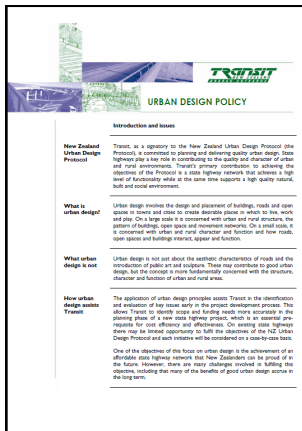 TRANSIT
URBAN DESIGN POLICY
Introduction and issues
New Zealand
Urban Design
Protocol
Transit, as a signatory to the New Zealand Urban Design Protocol (the
Protocol), is committed to planning and delivering quality urban design. State
highways play a key role in contributing to the quality and character of urban
and rural environments. Transit's primary contribution to achieving the
objectives of the Protocol is a state highway network that achieves a high
level of functionality while at the same time supports a high quality natural,
built and social environment.
What is
urban design?
Urban design involves the design and placement of buildings, roads and open
spaces in towns and cities to create desirable places in which to live, work
and play. On a large scale it is concerned with urban and rural structure, the
pattern of buildings, open space and movement networks. On a small scale, it
is concerned with urban and rural character and function and how roads,
open spaces and buildings interact, appear and function.
What urban
design is not
Urban design is not just about the aesthetic characteristics of roads and the
introduction of public art and sculpture. These may contribute to good urban
design, but the concept is more fundamentally concerned with the structure,
character and function of urban and rural areas.
How urban
design assists
Transit
The application of urban design principles assists Transit in the identification
and evaluation of key issues early in the project development process. This
allows Transit to identify scope and funding needs more accurately in the
planning phase of a new state highway project, which is an essential pre-
requisite for cost efficiency and effectiveness. On existing state highways
there may be limited opportunity to fulfil the objectives of the NZ Urban
Design Protocol and each initiative will be considered on a case-by-case basis.
One of the objectives of this focus on urban design is the achievement of an
affordable state highway network that New Zealanders can be proud of in
the future. However, there are many challenges involved in fulfilling this
objective, including that many of the benefits of good urban design accrue in
the long term.